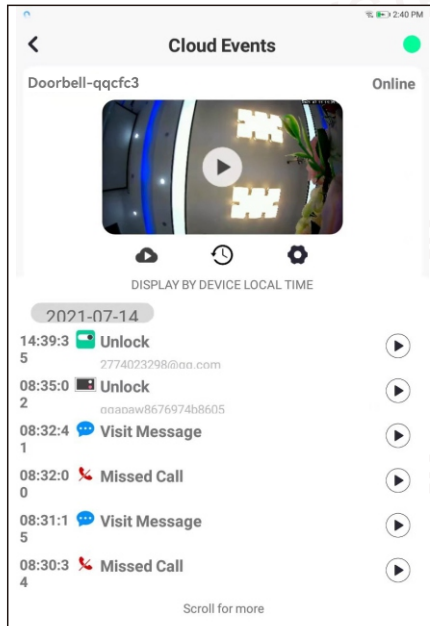 2:40 PM
Cloud Events
Doorbell-qqcfc3 Online
DISPLAY BY DEVICE LOCAL TIME
2021-07-14
14:39:3 Unlock
5 2774023298@qq.com
08:35:0 Unlock
2 qqapaw8676974b8605
08:32:4 Visit Message
1
08:32:0 Missed Call
0
08:31:1 Visit Message
5
08:30:3 Missed Call
4
Scroll for more